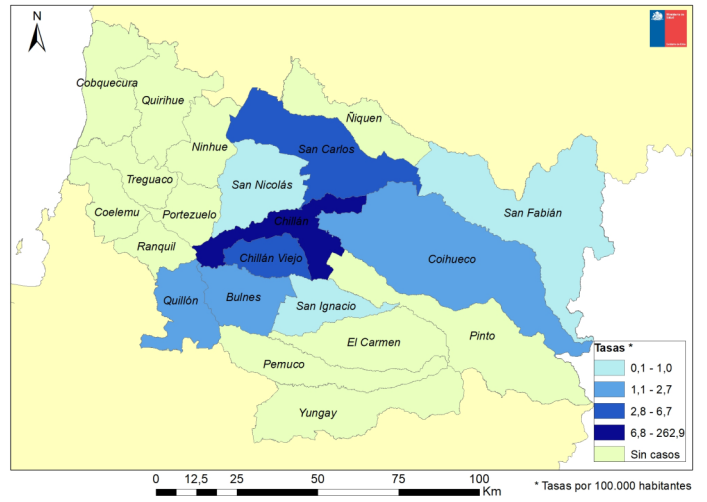 N
Cobquecura
Quirihue
Ñiquen
Ninhue
San Carlos
Treguaco
San Nicolás
Coelemu
Portezuelo
San Fabián
Chillán
Ranquil
Chillán Viejo
Coihueco
Quillón
Bulnes
San Ignacio
El Carmen
Pinto
Pemuco
Yungay
Tasas *
0,1 - 1,0
1,1 - 2,7
2,8 - 6,7
6,8 - 262,9
Sin casos
0 12,5 25 50 75 100
Km
* Tasas por 100.000 habitantes